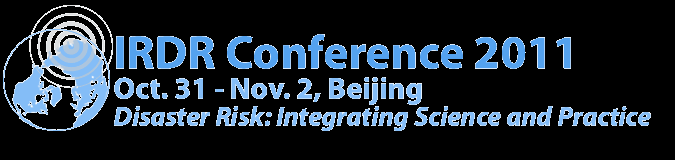 IRDR Conference 2011
Oct. 31 - Nov. 2, Beijing
Disaster Risk: Integrating Science and Practice